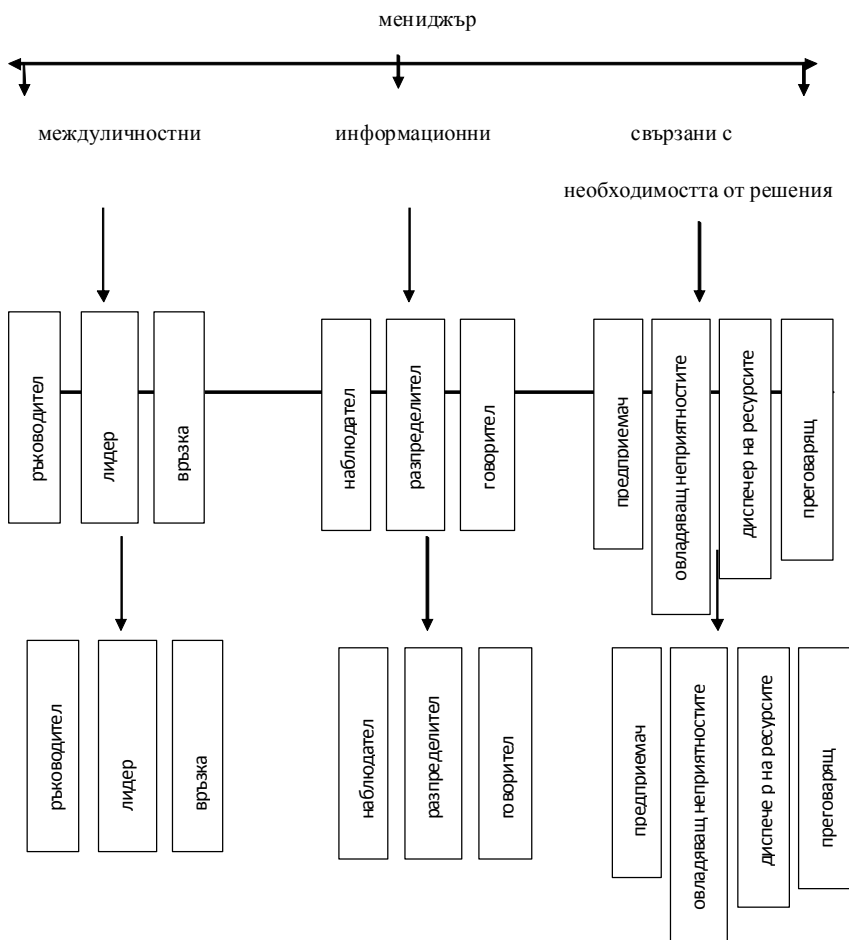 мениджър
междуличностни
информационни
свързани с
необходимостта от решения
ръководител
лидер
връзка
наблюдател
разпределител
говорител
предприемач
овладяващ неприятностите
диспечер на ресурсите
преговарящ
ръководител
лидер
връзка
наблюдател
разпределител
говорител
предприемач
овладяващ неприятностите
диспече р на ресурсите
преговарящ